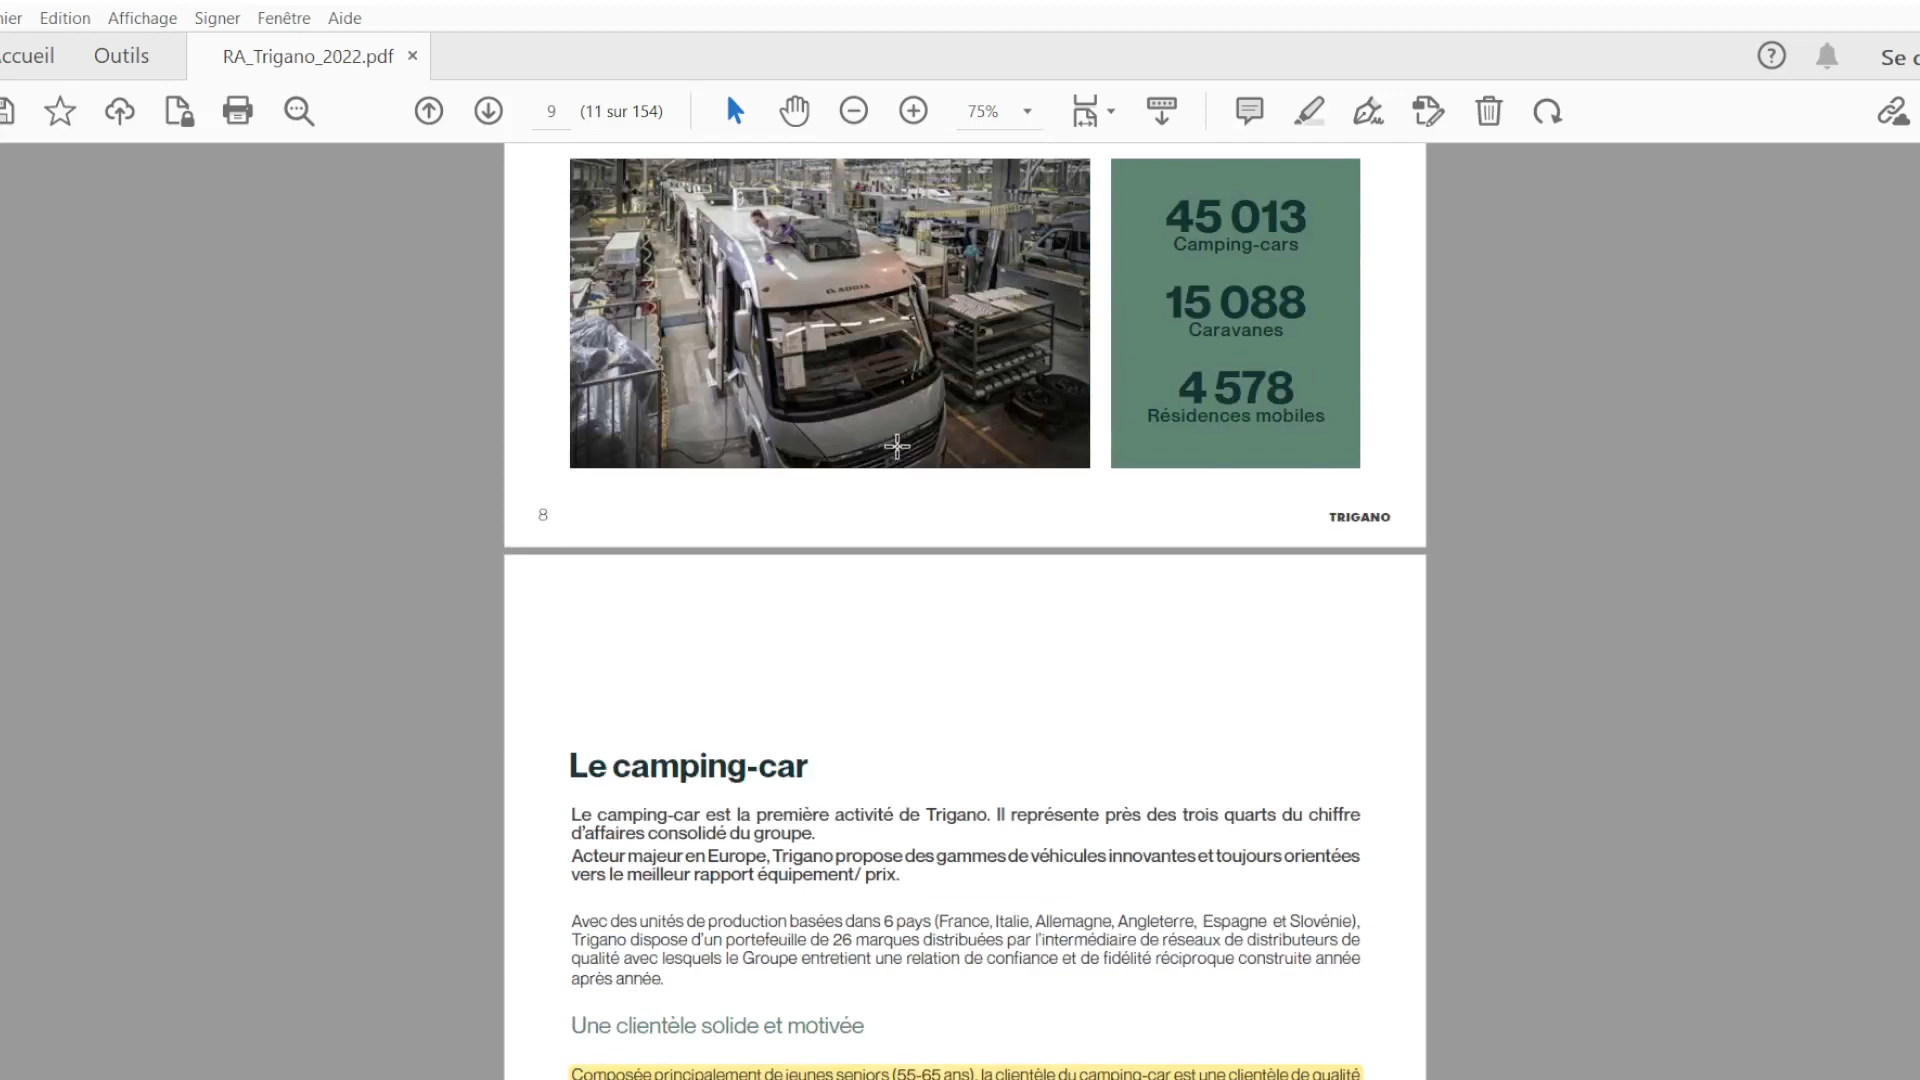 Edition Affichage Signer Fenêtre Aide
Outils RA_Trigano_2022.pdf ×
9 (11 sur 154) 75%
45 013
Camping-cars
15 088
Caravanes
4 578
Résidences mobiles
8 TRIGANO
Le camping-car
Le camping-car est la première activité de Trigano. Il représente près des trois quarts du chiffre
d'affaires consolidé du groupe.
Acteur majeur en Europe, Trigano propose des gammes de véhicules innovantes et toujours orientées
vers le meilleur rapport équipement/ prix.
Avec des unités de production basées dans 6 pays (France, Italie, Allemagne, Angleterre, Espagne et Slovénie),
Trigano dispose d'un portefeuille de 26 marques distribuées par l'intermédiaire de réseaux de distributeurs de
qualité avec lesquels le Groupe entretient une relation de confiance et de fidélité réciproque construite année
après année.
Une clientèle solide et motivée
Composée principalement de jeunes seniors (55-65 ans), la clientèle du camping-car est une clientèle de qualité